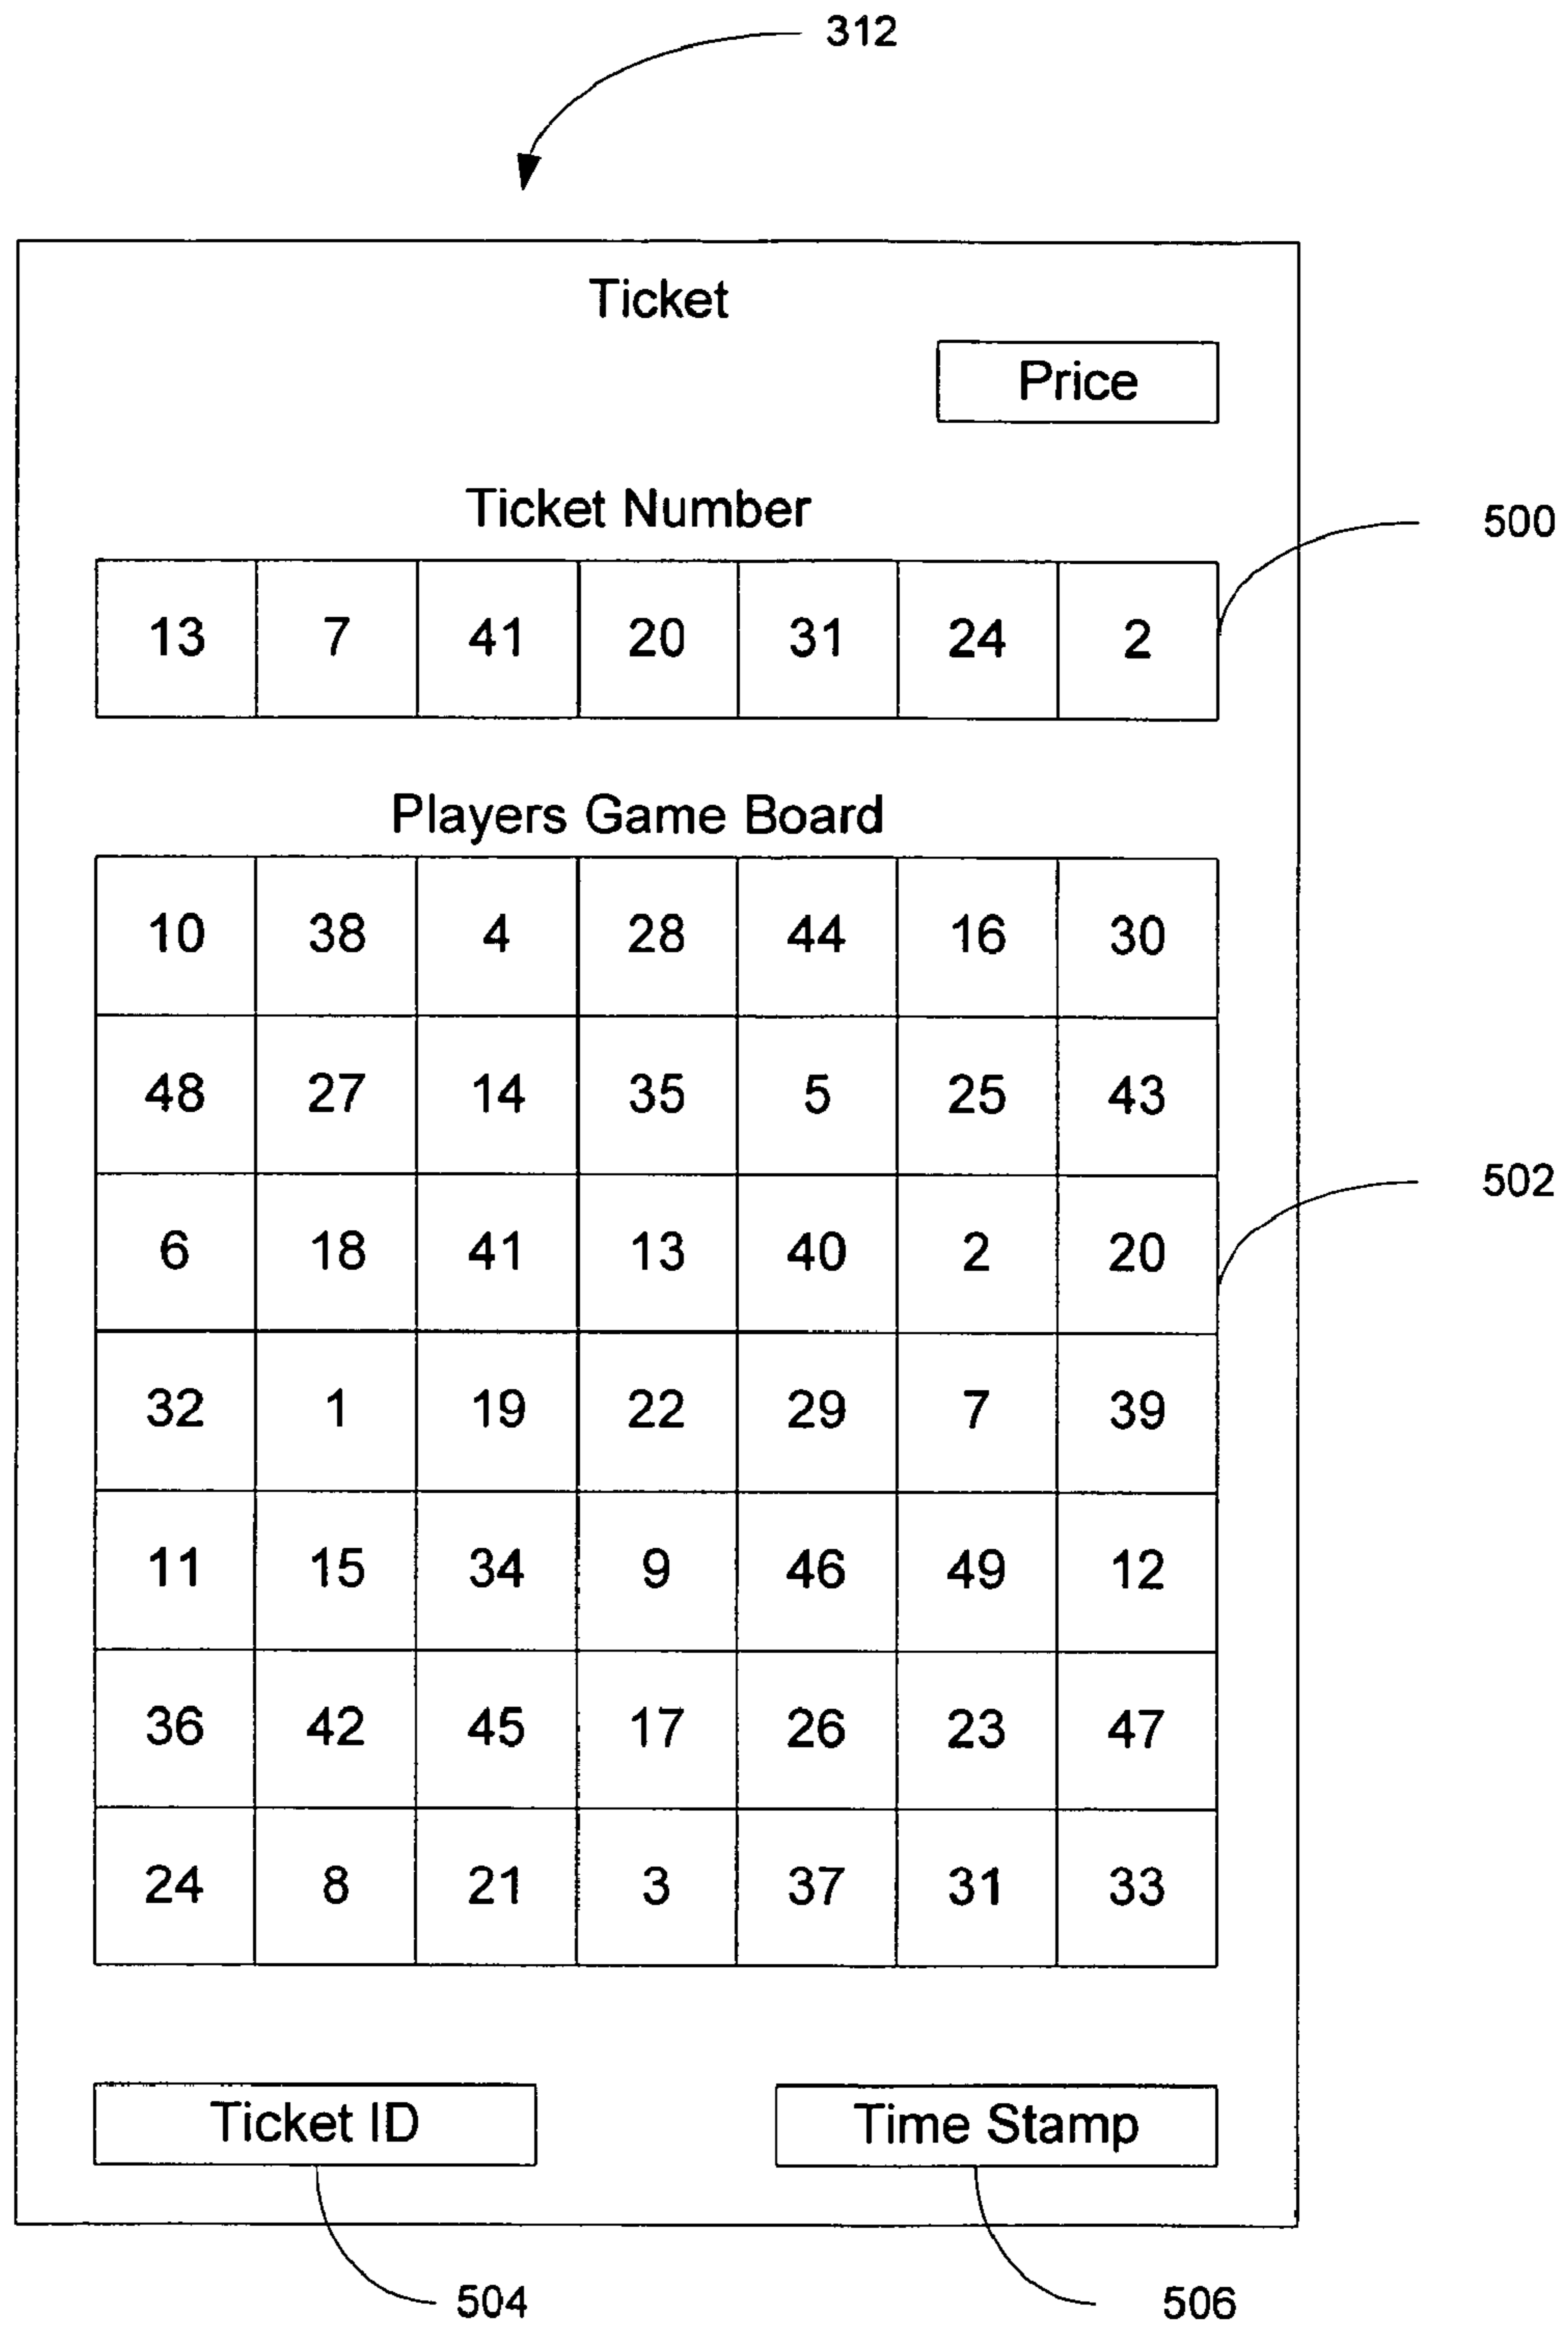 312
Ticket
Price
Ticket Number
500
13 7 41 20 31 24 2
Players Game Board
10 38 4 28 44 16 30
48 27 14 35 5 25 43
502
6 18 41 13 40 2 20
32 1 19 22 29 7 39
11 15 34 9 46 49 12
36 42 45 17 26 23 47
24 8 21 3 37 31 33
Ticket ID Time Stamp
504 506